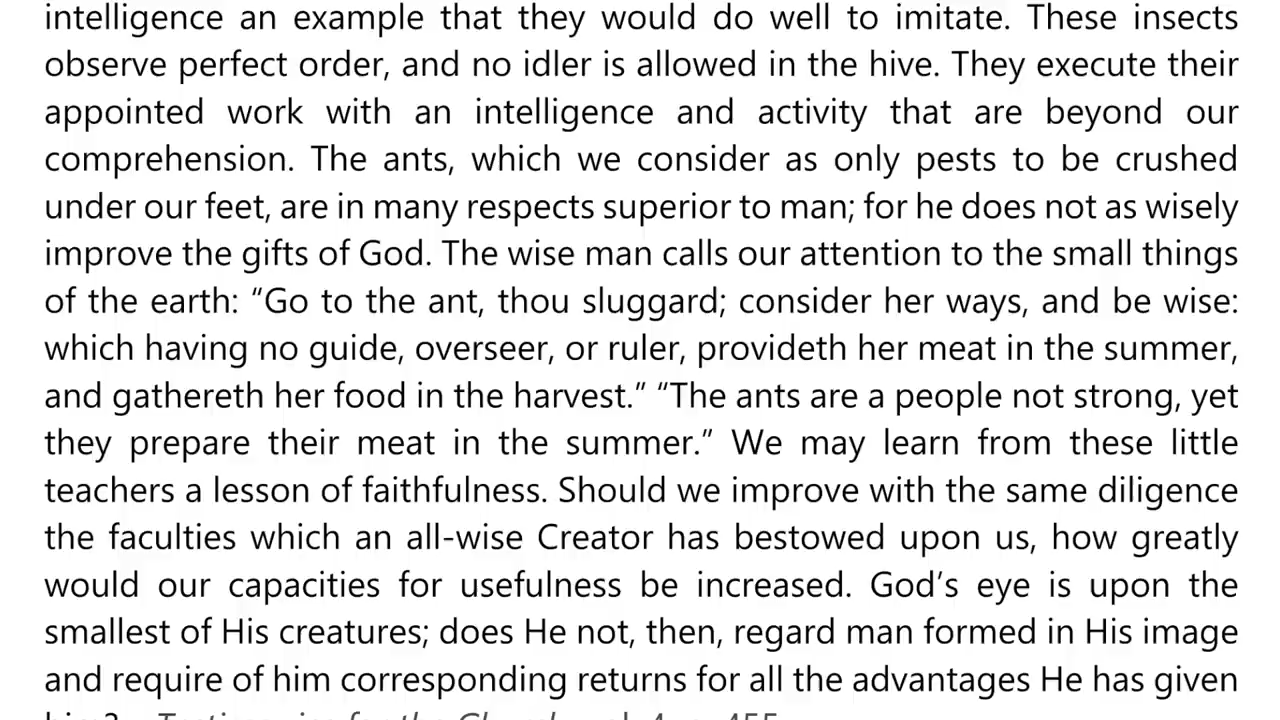 intelligence an example that they would do well to imitate. These insects
observe perfect order, and no idler is allowed in the hive. They execute their
appointed work with an intelligence and activity that are beyond our
comprehension. The ants, which we consider as only pests to be crushed
under our feet, are in many respects superior to man; for he does not as wisely
improve the gifts of God. The wise man calls our attention to the small things
of the earth: “Go to the ant, thou sluggard; consider her ways, and be wise:
which having no guide, overseer, or ruler, provideth her meat in the summer,
and gathereth her food in the harvest.” “The ants are a people not strong, yet
they prepare their meat in the summer.” We may learn from these little
teachers a lesson of faithfulness. Should we improve with the same diligence
the faculties which an all-wise Creator has bestowed upon us, how greatly
would our capacities for usefulness be increased. God’s eye is upon the
smallest of His creatures; does He not, then, regard man formed in His image
and require of him corresponding returns for all the advantages He has given
him?